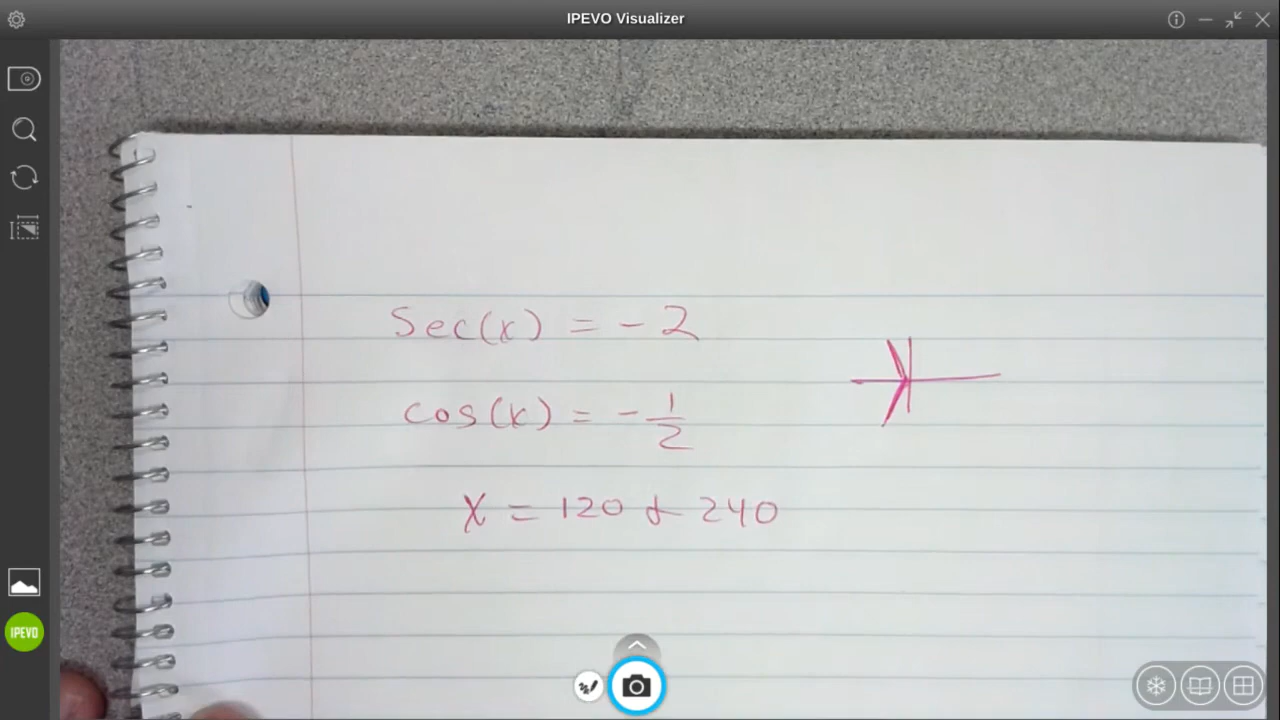 IPEVO Visualizer
Sec(x) = - 2
cos(x) = - 1/2
x = 120 & 240
IPEVO